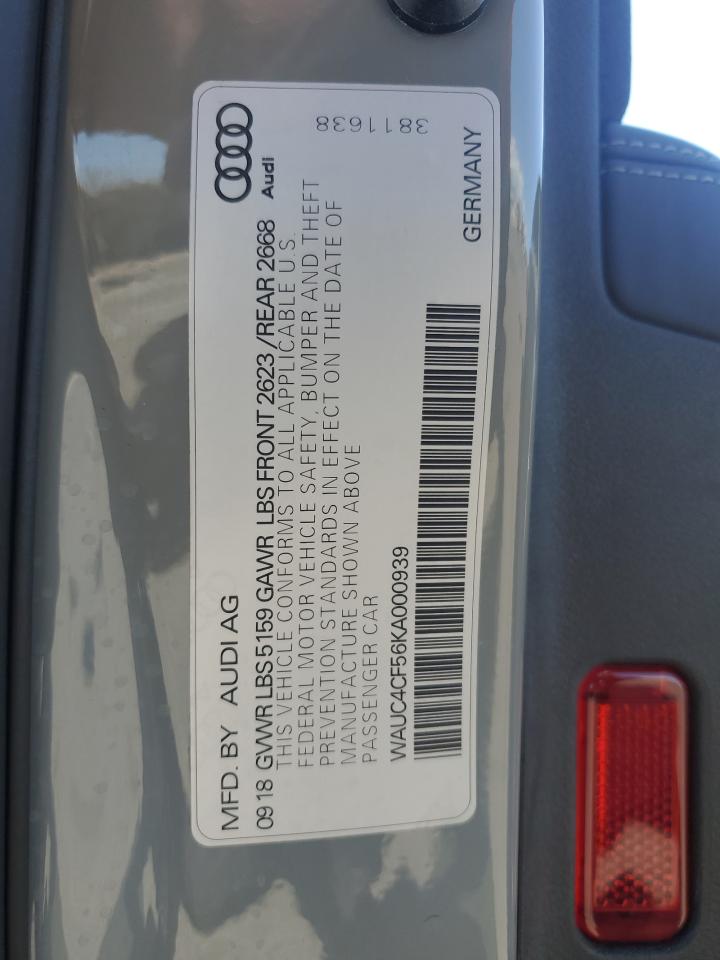 MFD. BY AUDI AG
Audi
09 18 GVWR LBS 5159 GAWR LBS FRONT 2623 /REAR 2668
THIS VEHICLE CONFORMS TO ALL APPLICABLE U.S.
FEDERAL MOTOR VEHICLE SAFETY, BUMPER AND THEFT
PREVENTION STANDARDS IN EFFECT ON THE DATE OF
MANUFACTURE SHOWN ABOVE
PASSENGER CAR
3811638
WAUC4CF56KA000939
GERMANY